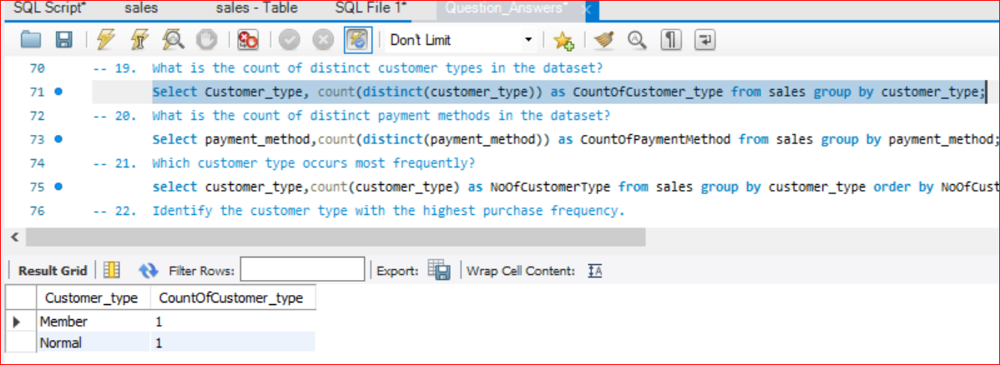 SQL Script* sales sales - Table SQL File 1* Question_Answers* ×
Don't Limit
70 -- 19. What is the count of distinct customer types in the dataset?
71 Select Customer_type, count(distinct(customer_type)) as CountOfCustomer_type from sales group by customer_type;
72 -- 20. What is the count of distinct payment methods in the dataset?
73 Select payment_method,count(distinct(payment_method)) as CountOfPaymentMethod from sales group by payment_method;
74 -- 21. Which customer type occurs most frequently?
75 select customer_type,count(customer_type) as NoOfCustomerType from sales group by customer_type order by NoOfCust
76 -- 22. Identify the customer type with the highest purchase frequency.
Result Grid Filter Rows: Export: Wrap Cell Content: IA
Customer_type CountOfCustomer_type
Member 1
Normal 1